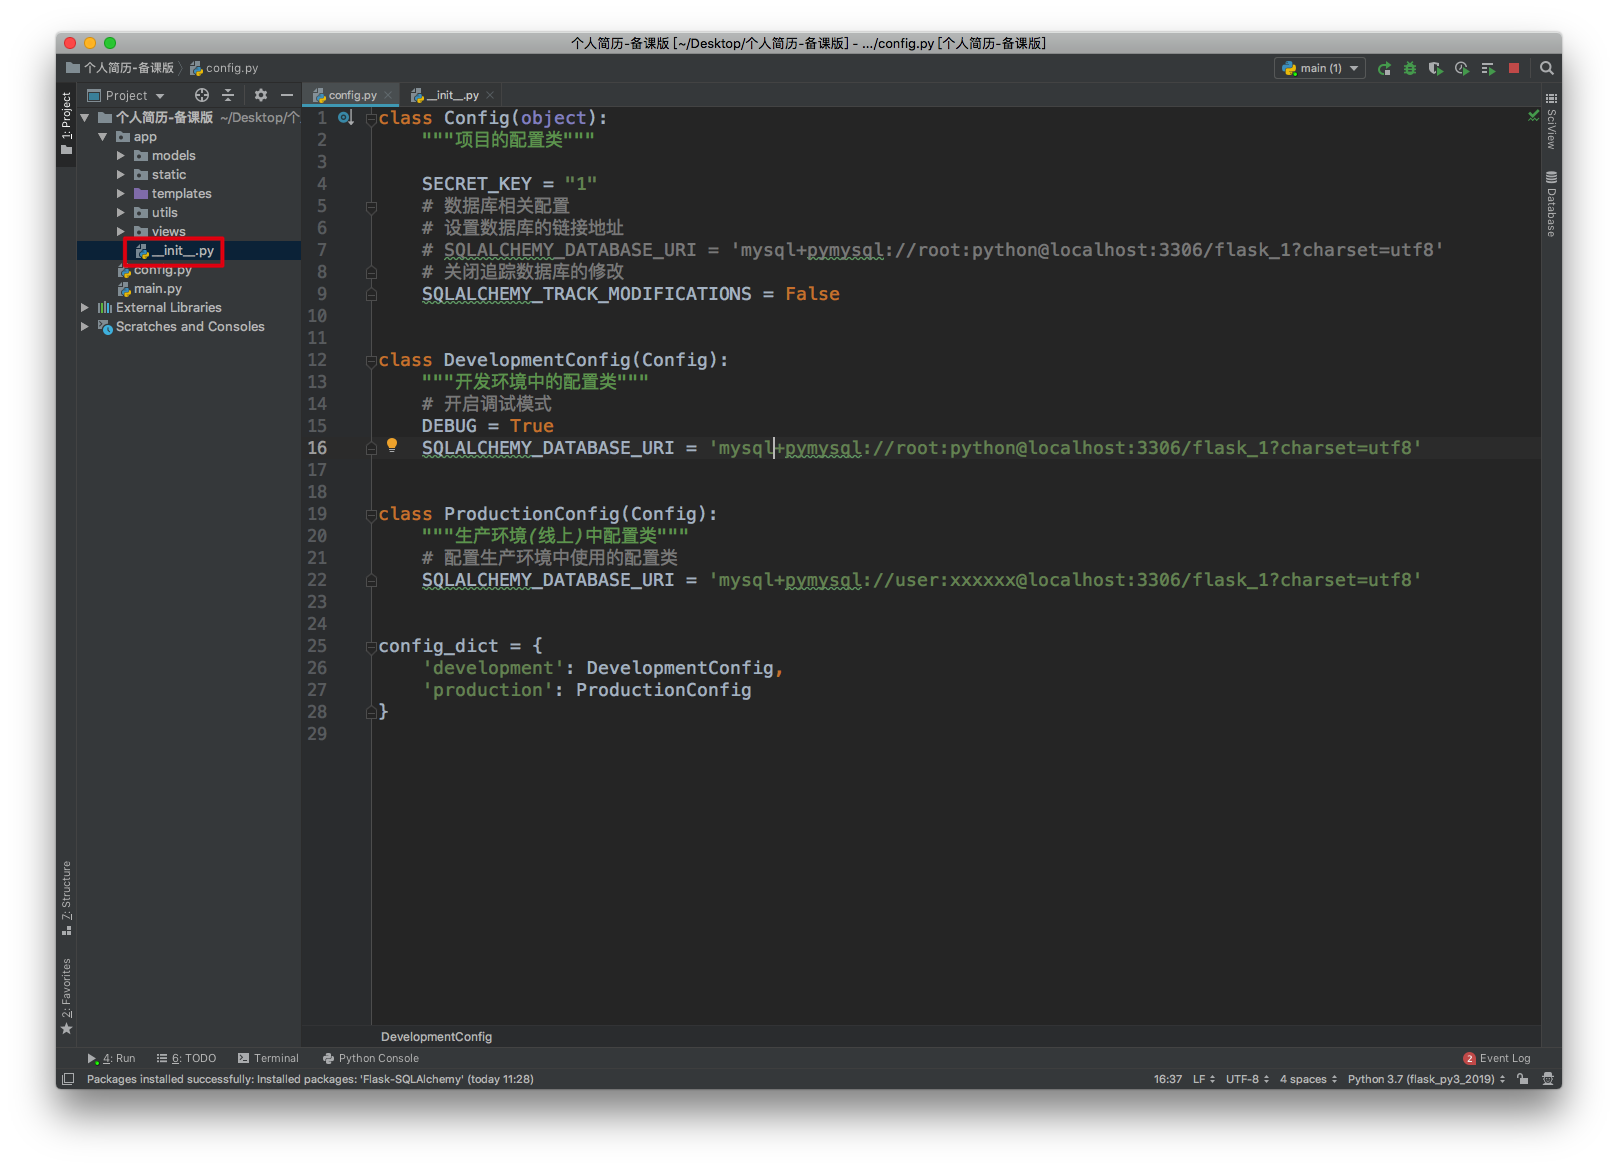 个人简历-备课版 [~/Desktop/个人简历-备课版] - .../config.py [个人简历-备课版]
个人简历-备课版 config.py
main (1)
Project
config.py
__init__.py
个人简历-备课版 ~/Desktop/个
app
models
static
templates
utils
views
__init__.py
config.py
main.py
External Libraries
Scratches and Consoles
1: Project
7: Structure
2: Favorites
1 class Config(object):
2 """项目的配置类"""
3
4 SECRET_KEY = "1"
5 # 数据库相关配置
6 # 设置数据库的链接地址
7 # SQLALCHEMY_DATABASE_URI = 'mysql+pymysql://root:python@localhost:3306/flask_1?charset=utf8'
8 # 关闭追踪数据库的修改
9 SQLALCHEMY_TRACK_MODIFICATIONS = False
10
11
12 class DevelopmentConfig(Config):
13 """开发环境中的配置类"""
14 # 开启调试模式
15 DEBUG = True
16 SQLALCHEMY_DATABASE_URI = 'mysql+pymysql://root:python@localhost:3306/flask_1?charset=utf8'
17
18
19 class ProductionConfig(Config):
20 """生产环境(线上)中配置类"""
21 # 配置生产环境中使用的配置类
22 SQLALCHEMY_DATABASE_URI = 'mysql+pymysql://user:xxxxxx@localhost:3306/flask_1?charset=utf8'
23
24
25 config_dict = {
26 'development': DevelopmentConfig,
27 'production': ProductionConfig
28 }
29
SciView
Database
DevelopmentConfig
4: Run
6: TODO
Terminal
Python Console
2 Event Log
Packages installed successfully: Installed packages: 'Flask-SQLAlchemy' (today 11:28)
16:37 LF UTF-8 4 spaces Python 3.7 (flask_py3_2019)